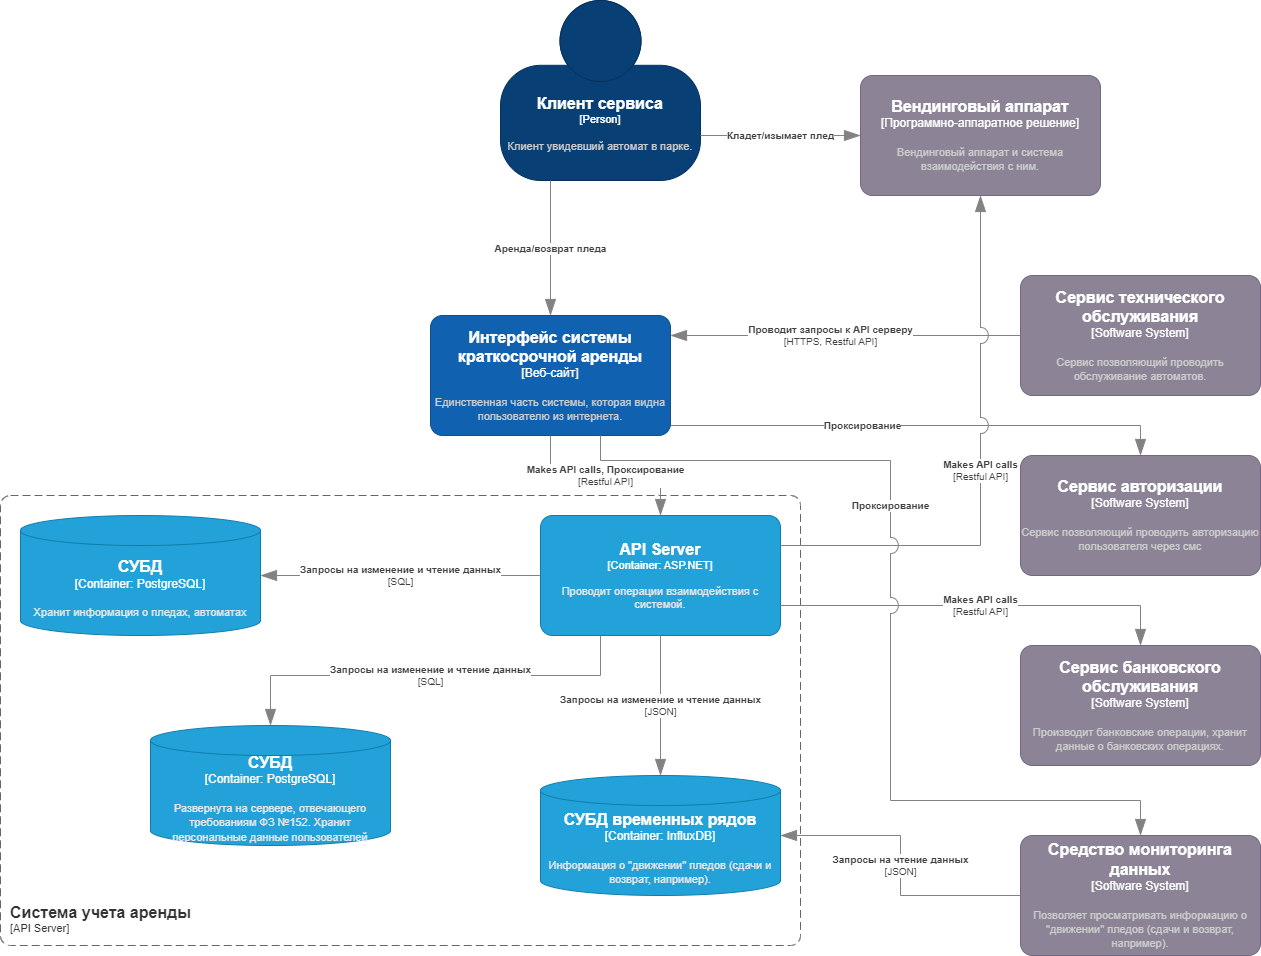 Клиент сервиса
[Person]
Клиент увидевший автомат в парке.
Кладет/изымает плед
Вендинговый аппарат
[Программно-аппаратное решение]
Вендинговый аппарат и система
взаимодействия с ним.
Аренда/возврат пледа
Сервис технического
обслуживания
[Software System]
Сервис позволяющий проводить
обслуживание автоматов.
Проводит запросы к API серверу
[HTTPS, Restful API]
Интерфейс системы
краткосрочной аренды
[Веб-сайт]
Единственная часть системы, которая видна
пользователю из интернета.
Проксирование
Makes API calls, Проксирование
[Restful API]
Makes API calls
[Restful API]
Сервис авторизации
[Software System]
Сервис позволяющий проводить авторизацию
пользователя через смс
Проксирование
API Server
[Container: ASP.NET]
Проводит операции взаимодействия с
системой.
СУБД
[Container: PostgreSQL]
Хранит информация о пледах, автоматах
Запросы на изменение и чтение данных
[SQL]
Makes API calls
[Restful API]
Сервис банковского
обслуживания
[Software System]
Производит банковские операции, хранит
данные о банковских операциях.
Запросы на изменение и чтение данных
[SQL]
Запросы на изменение и чтение данных
[JSON]
СУБД
[Container: PostgreSQL]
Развернута на сервере, отвечающего
требованиям ФЗ №152. Хранит
персональные данные пользователей
СУБД временных рядов
[Container: InfluxDB]
Информация о "движении" пледов (сдачи и
возврат, например).
Запросы на чтение данных
[JSON]
Средство мониторинга
данных
[Software System]
Позволяет просматривать информацию о
"движении" пледов (сдачи и возврат,
например).
Система учета аренды
[API Server]